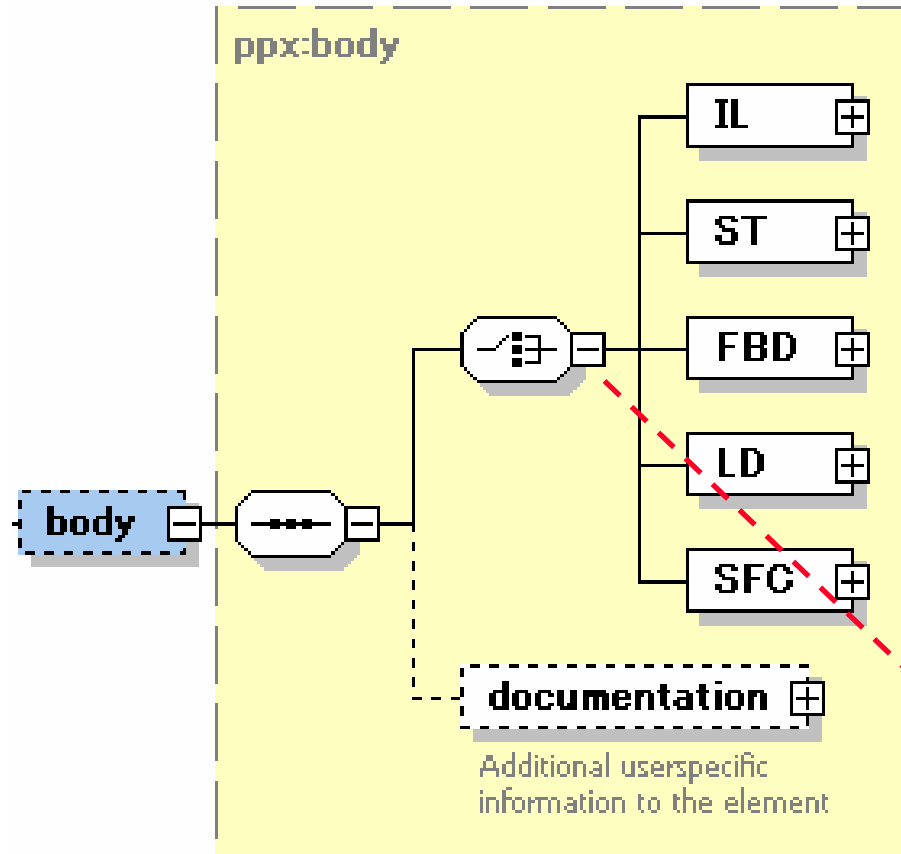 ppx:body
IL
ST
FBD
LD
body
SFC
documentation
Additional userspecific
information to the element